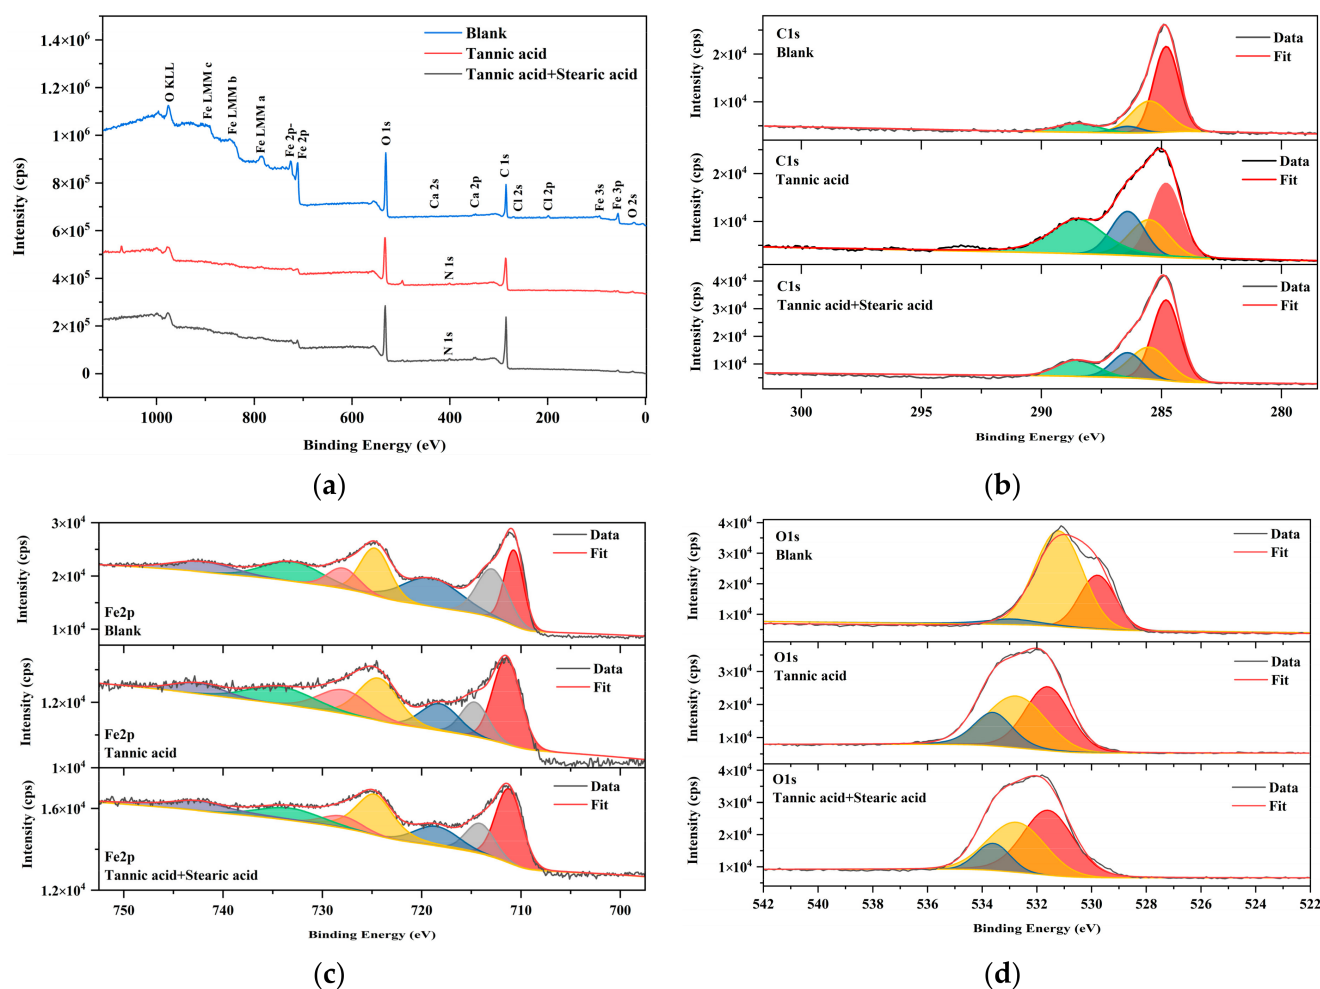 Blank
Tannic acid
Tannic acid+Stearic acid
1.4×10⁶
1.2×10⁶
1×10⁶
8×10⁵
6×10⁵
4×10⁵
2×10⁵
0
Intensity (cps)
O KLL
Fe LMM c
Fe LMM b
Fe LMM a
Fe 2p-
Fe 2p
O 1s
Ca 2s
Ca 2p
C 1s
Cl 2s
Cl 2p
Fe 3s
Fe 3p
O 2s
N 1s
N 1s
1000 800 600 400 200 0
Binding Energy (eV)
(a)
C1s
Blank
Data
Fit
2×10⁴
1×10⁴
Intensity (cps)
C1s
Tannic acid
Data
Fit
2×10⁴
1×10⁴
Intensity (cps)
C1s
Tannic acid+Stearic acid
Data
Fit
4×10⁴
3×10⁴
2×10⁴
1×10⁴
Intensity (cps)
300 295 290 285 280
Binding Energy (eV)
(b)
3×10⁴
2×10⁴
1×10⁴
Intensity (cps)
Data
Fit
Fe2p
Blank
1.2×10⁴
1×10⁴
Intensity (cps)
Data
Fit
Fe2p
Tannic acid
1.6×10⁴
1.2×10⁴
Intensity (cps)
Data
Fit
Fe2p
Tannic acid+Stearic acid
750 740 730 720 710 700
Binding Energy (eV)
(c)
O1s
Blank
Data
Fit
4×10⁴
3×10⁴
2×10⁴
1×10⁴
Intensity (cps)
O1s
Tannic acid
Data
Fit
3×10⁴
2×10⁴
1×10⁴
Intensity (cps)
O1s
Tannic acid+Stearic acid
Data
Fit
4×10⁴
3×10⁴
2×10⁴
1×10⁴
Intensity (cps)
542 540 538 536 534 532 530 528 526 524 522
Binding Energy (eV)
(d)